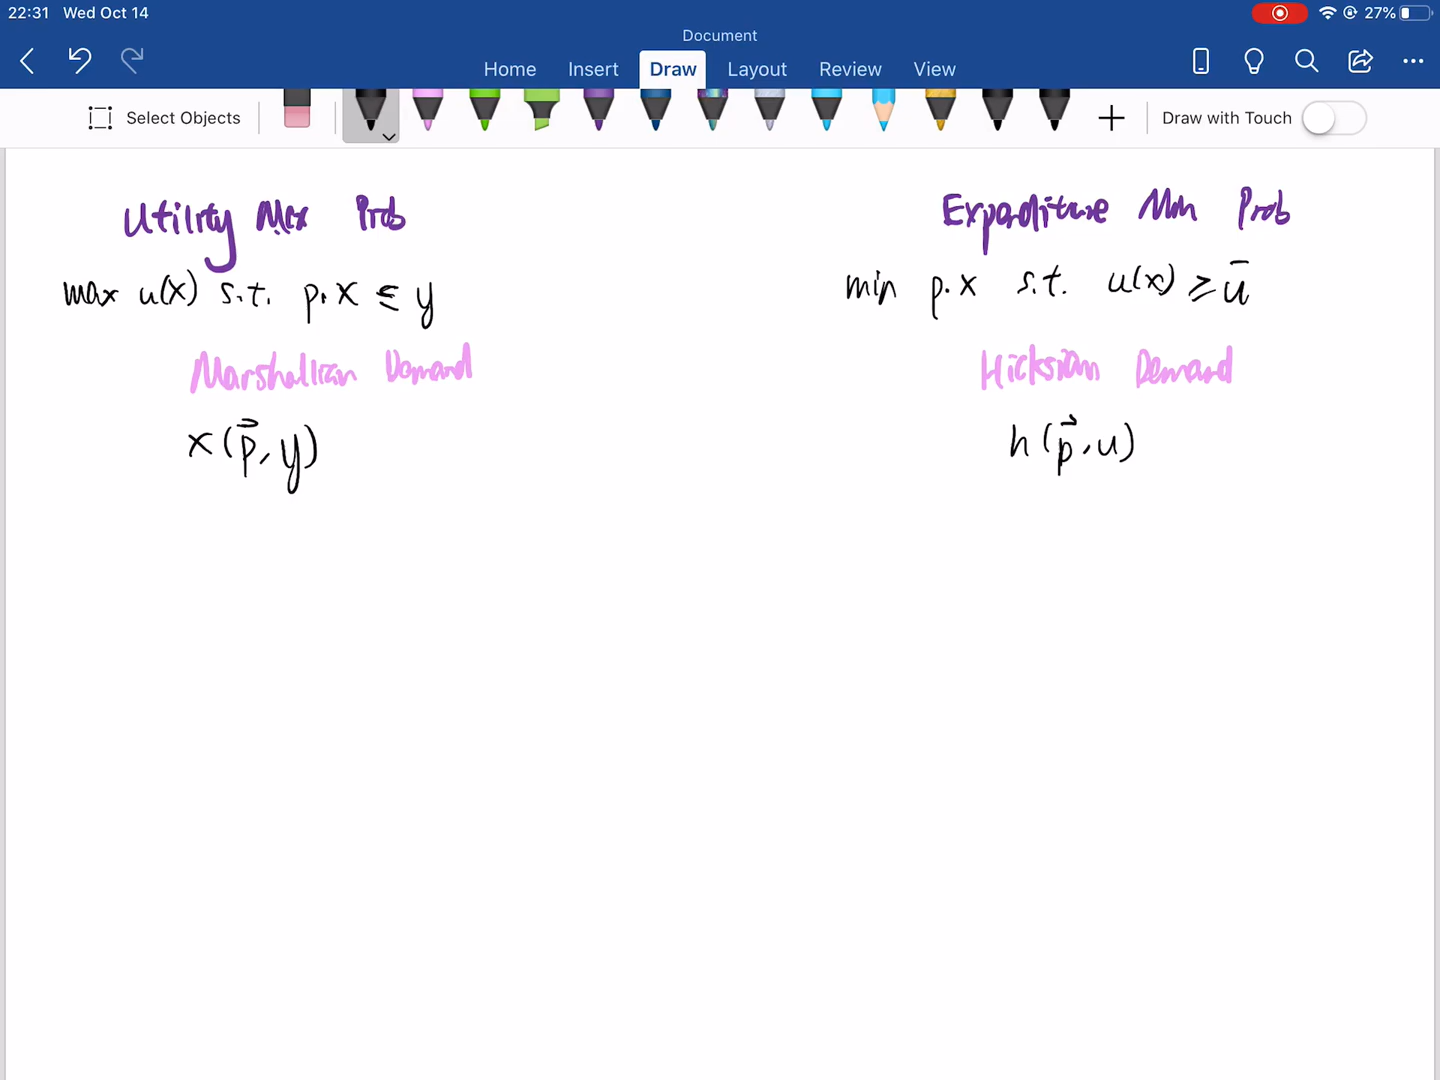 22:31 Wed Oct 14 27%
Document
Home Insert Draw Layout Review View
Select Objects Draw with Touch
Utility Max Prob
max u(x) s.t. p.x ≤ y
Marshallian Demand
x(p⃗, y)
Expenditure Min Prob
min p.x s.t. u(x) ≥ ū
Hicksian Demand
h(p⃗, u)